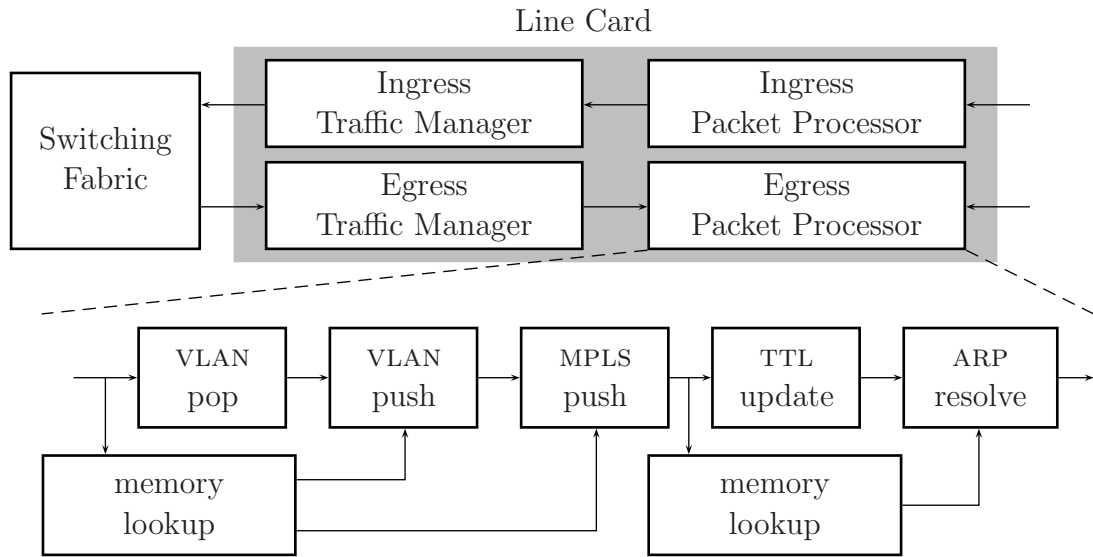 Line Card
Switching
Fabric
Ingress
Traffic Manager
Ingress
Packet Processor
Egress
Traffic Manager
Egress
Packet Processor
VLAN
pop
VLAN
push
MPLS
push
TTL
update
ARP
resolve
memory
lookup
memory
lookup